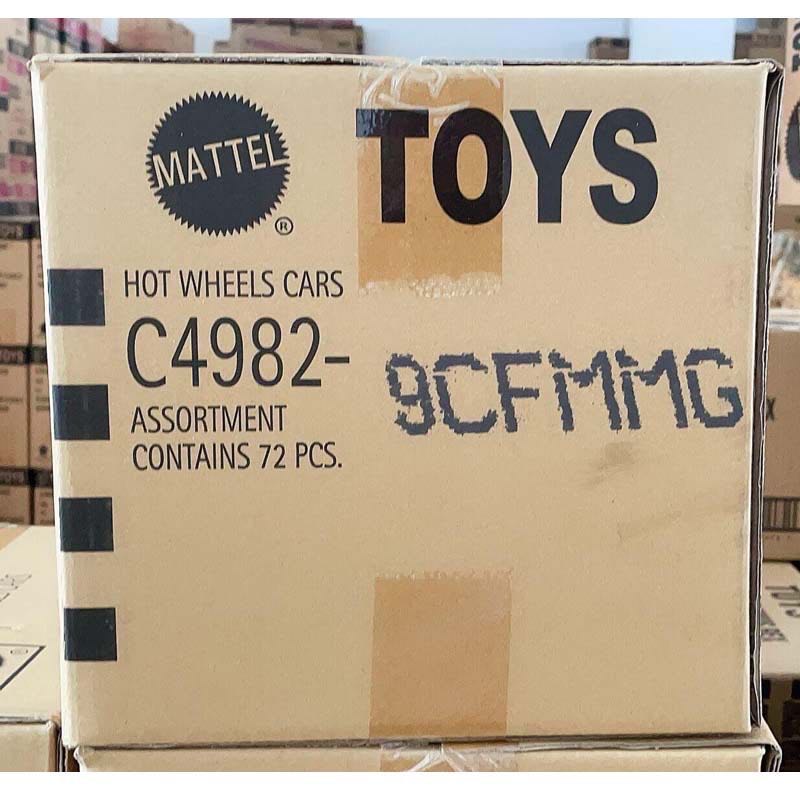 MATTEL
®
TOYS
HOT WHEELS CARS
C4982-
9CFMMG
ASSORTMENT
CONTAINS 72 PCS.